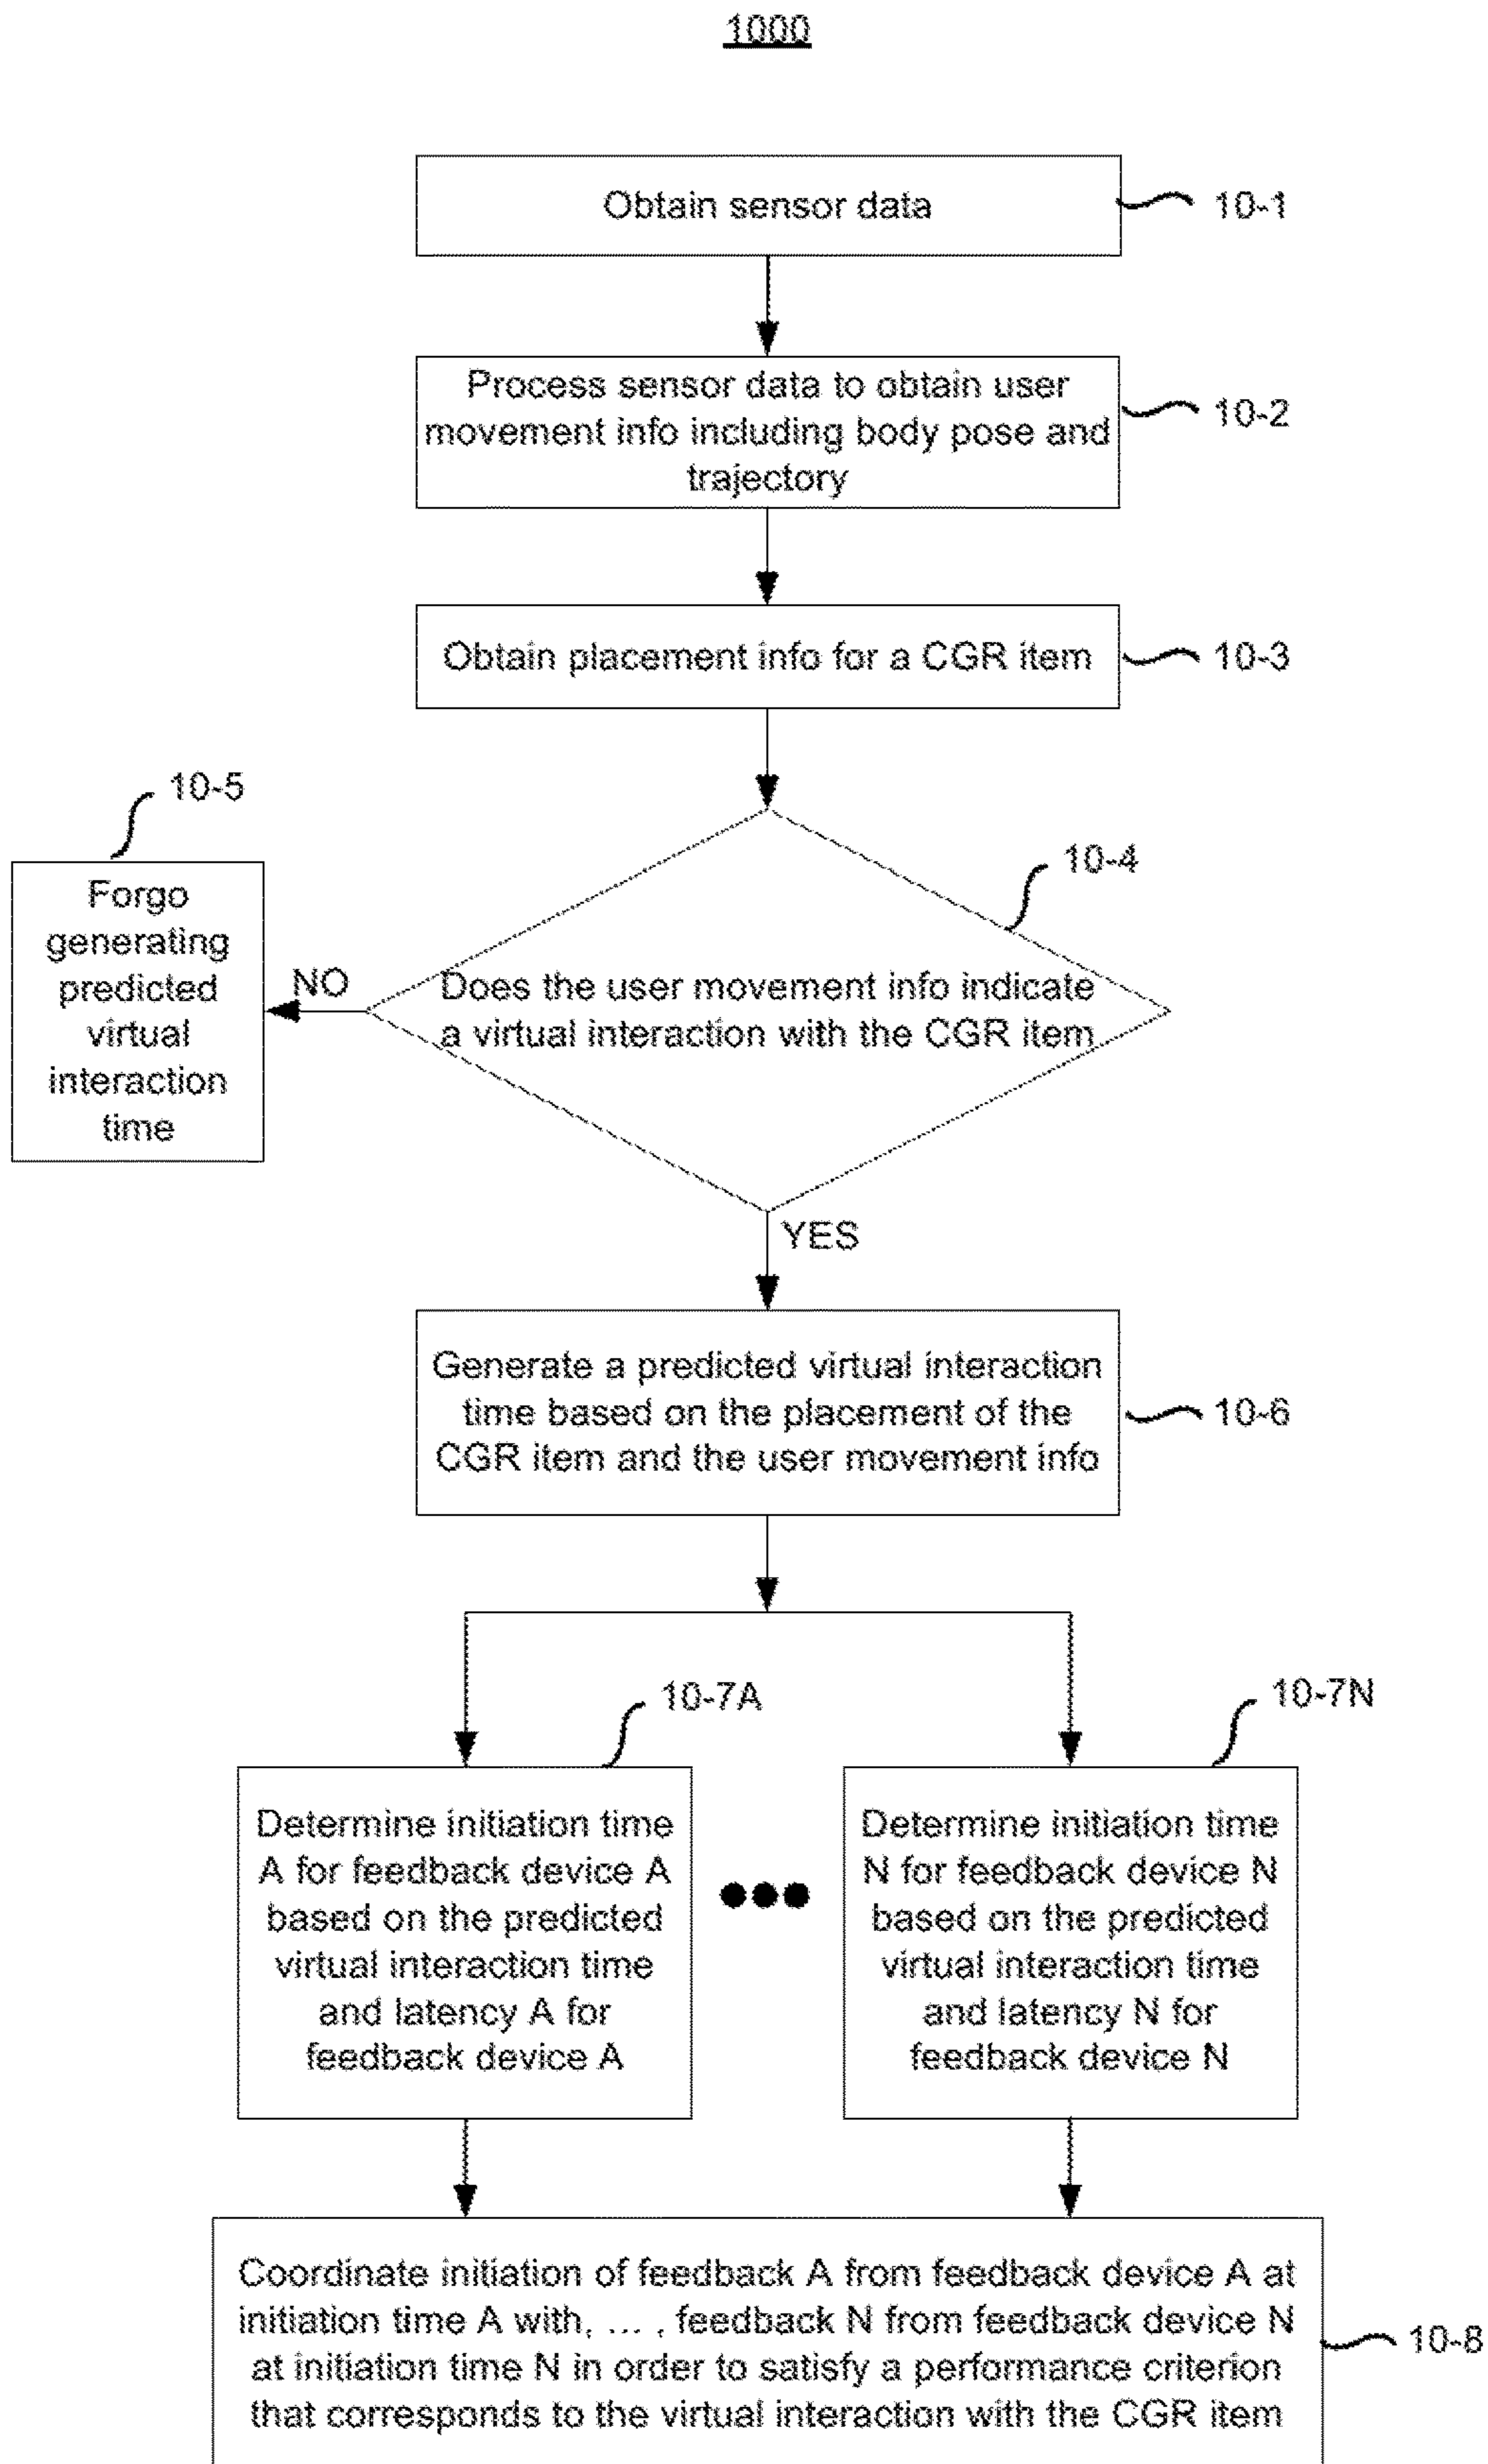 1000
Obtain sensor data
10-1
Process sensor data to obtain user
movement info including body pose and
trajectory
10-2
Obtain placement info for a CGR item
10-3
10-5
Forgo
generating
predicted
virtual
interaction
time
NO
10-4
Does the user movement info indicate
a virtual interaction with the CGR item
YES
Generate a predicted virtual interaction
time based on the placement of the
CGR item and the user movement info
10-6
10-7A
Determine initiation time
A for feedback device A
based on the predicted
virtual interaction time
and latency A for
feedback device A
10-7N
Determine initiation time
N for feedback device N
based on the predicted
virtual interaction time
and latency N for
feedback device N
Coordinate initiation of feedback A from feedback device A at
initiation time A with, ... , feedback N from feedback device N
at initiation time N in order to satisfy a performance criterion
that corresponds to the virtual interaction with the CGR item
10-8